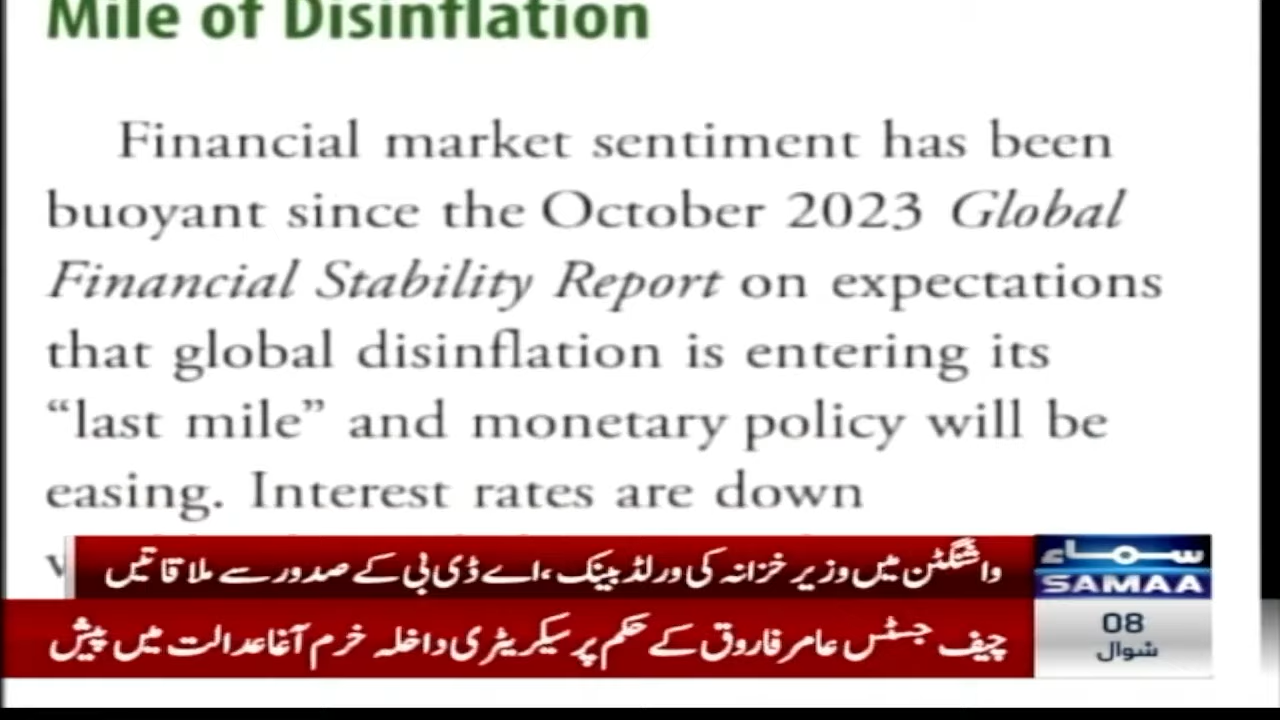 Mile of Disinflation
Financial market sentiment has been
buoyant since the October 2023 Global
Financial Stability Report on expectations
that global disinflation is entering its
“last mile” and monetary policy will be
easing. Interest rates are down
واشنگٹن میں وزیر خزانہ کی ورلڈ بینک، اے ڈی بی کے صدور سے ملاقاتیں
چیف جسٹس عامر فاروق کے حکم پر سیکریٹری داخلہ خرم آغا عدالت میں پیش
سماء
SAMAA
08
شوال